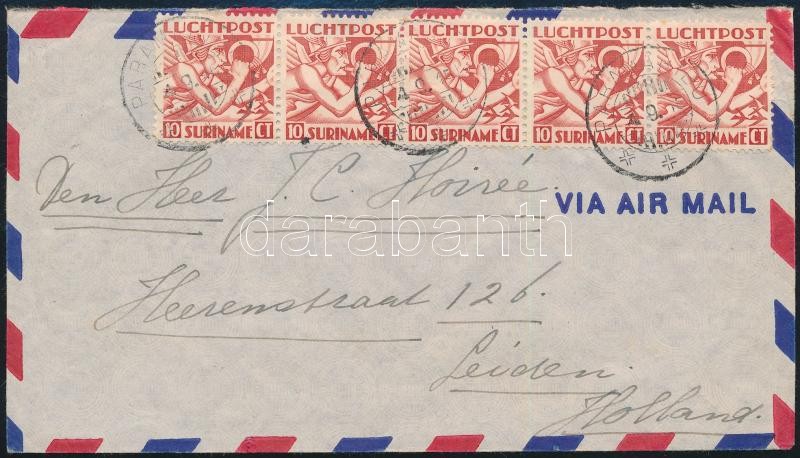 LUCHTPOST LUCHTPOST LUCHTPOST LUCHTPOST LUCHTPOST
10 SURINAME CT 10 SURINAME CT 10 SURINAME CT 10 SURINAME CT 10 SURINAME CT
Den Heer J. C. Hoirée
VIA AIR MAIL
darabanth
Heerenstraat 126.
Leiden.
Holland.